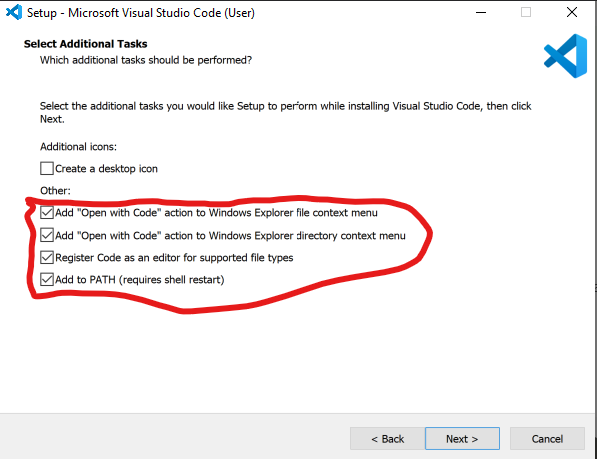 Setup - Microsoft Visual Studio Code (User)
Select Additional Tasks
Which additional tasks should be performed?
Select the additional tasks you would like Setup to perform while installing Visual Studio Code, then click
Next.
Additional icons:
Create a desktop icon
Other:
Add "Open with Code" action to Windows Explorer file context menu
Add "Open with Code" action to Windows Explorer directory context menu
Register Code as an editor for supported file types
Add to PATH (requires shell restart)
< Back
Next >
Cancel